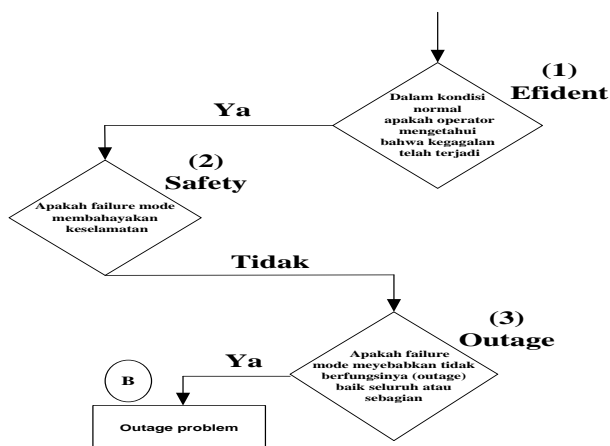 (1)
Efident
Dalam kondisi
normal
apakah operator
mengetahui
bahwa kegagalan
telah terjadi
Ya
(2)
Safety
Apakah failure mode
membahayakan
keselamatan
Tidak
(3)
Outage
Apakah failure
mode meyebabkan tidak
berfungsinya (outage)
baik seluruh atau
sebagian
Ya
B
Outage problem